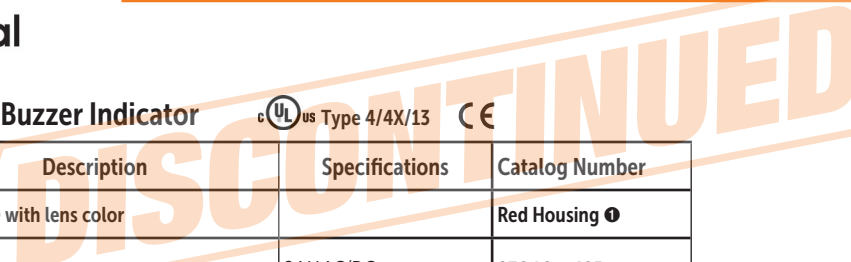 al
DISCONTINUED
Buzzer Indicator c UL us Type 4/4X/13 CE
Description Specifications Catalog Number
with lens color Red Housing ❶